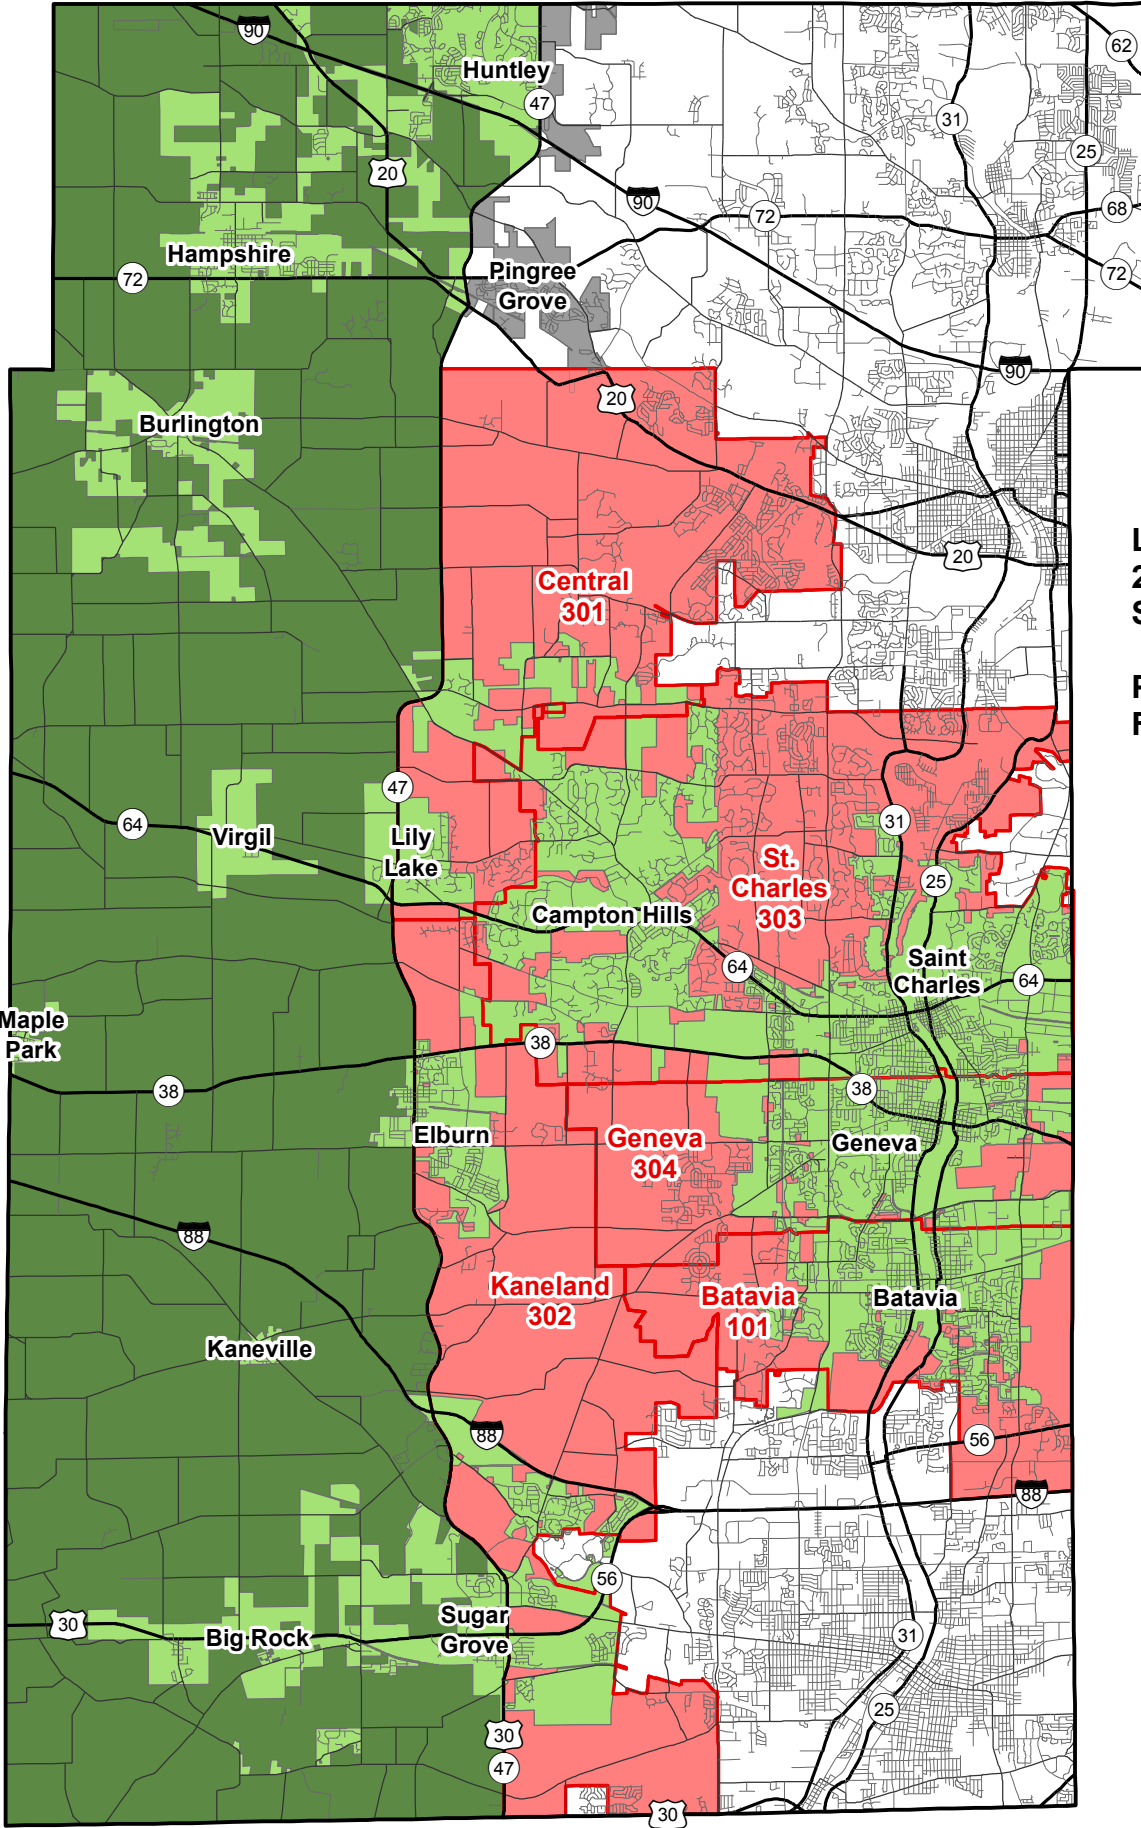 90
62
Huntley
47
31
25
20
90
68
72
Hampshire
72
Pingree
Grove
72
90
20
Burlington
L
2
S
20
Central
301
R
F
47
64
Virgil
Lily
Lake
31
St.
Charles
303
25
Campton Hills
64
Saint
Charles
64
Maple
Park
38
38
38
Elburn
Geneva
304
Geneva
88
Kaneland
302
Batavia
101
Batavia
Kaneville
88
56
88
56
30
Big Rock
Sugar
Grove
31
25
30
47
30